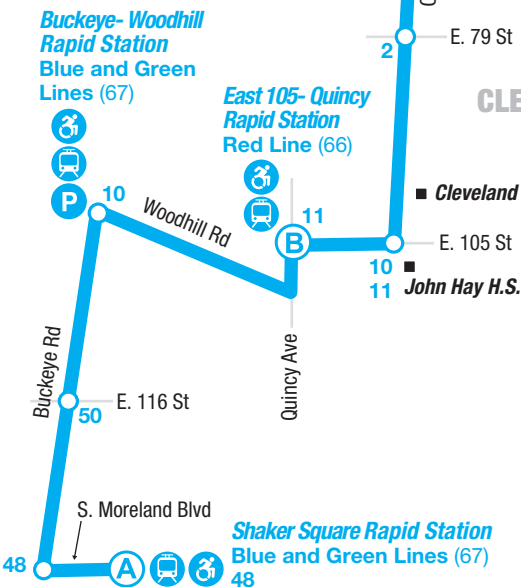 Buckeye- Woodhill
Rapid Station
Blue and Green
Lines (67)
P
10
Woodhill Rd
East 105- Quincy
Rapid Station
Red Line (66)
11
B
2
E. 79 St
CLE
Cleveland
E. 105 St
10
11
John Hay H.S.
Quincy Ave
Buckeye Rd
50
E. 116 St
S. Moreland Blvd
48
A
Shaker Square Rapid Station
Blue and Green Lines (67)
48